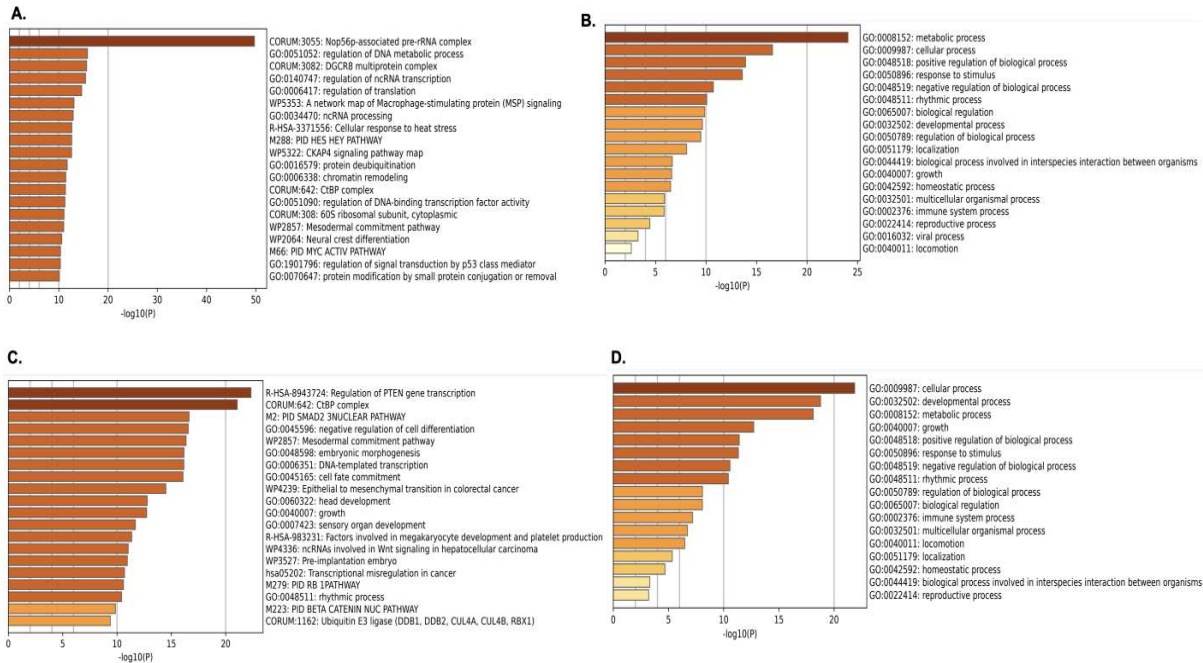 A.
CORUM:3055: Nop56p-associated pre-rRNA complex
GO:0051052: regulation of DNA metabolic process
CORUM:3082: DGCR8 multiprotein complex
GO:0140747: regulation of ncRNA transcription
GO:0006417: regulation of translation
WP5353: A network map of Macrophage-stimulating protein (MSP) signaling
GO:0034470: ncRNA processing
R-HSA-3371556: Cellular response to heat stress
M288: PID HES HEY PATHWAY
WP5322: CKAP4 signaling pathway map
GO:0016579: protein deubiquitination
GO:0006338: chromatin remodeling
CORUM:642: CtBP complex
GO:0051090: regulation of DNA-binding transcription factor activity
CORUM:308: 60S ribosomal subunit, cytoplasmic
WP2857: Mesodermal commitment pathway
WP2064: Neural crest differentiation
M66: PID MYC ACTIV PATHWAY
GO:1901796: regulation of signal transduction by p53 class mediator
GO:0070647: protein modification by small protein conjugation or removal
0 10 20 30 40 50
-log10(P)
B.
GO:0008152: metabolic process
GO:0009987: cellular process
GO:0048518: positive regulation of biological process
GO:0050896: response to stimulus
GO:0048519: negative regulation of biological process
GO:0048511: rhythmic process
GO:0065007: biological regulation
GO:0032502: developmental process
GO:0050789: regulation of biological process
GO:0051179: localization
GO:0044419: biological process involved in interspecies interaction between organisms
GO:0040007: growth
GO:0042592: homeostatic process
GO:0032501: multicellular organismal process
GO:0002376: immune system process
GO:0022414: reproductive process
GO:0016032: viral process
GO:0040011: locomotion
0 5 10 15 20 25
-log10(P)
C.
R-HSA-8943724: Regulation of PTEN gene transcription
CORUM:642: CtBP complex
M2: PID SMAD2 3NUCLEAR PATHWAY
GO:0045596: negative regulation of cell differentiation
WP2857: Mesodermal commitment pathway
GO:0048598: embryonic morphogenesis
GO:0006351: DNA-templated transcription
GO:0045165: cell fate commitment
WP4239: Epithelial to mesenchymal transition in colorectal cancer
GO:0060322: head development
GO:0040007: growth
GO:0007423: sensory organ development
R-HSA-983231: Factors involved in megakaryocyte development and platelet production
WP4336: ncRNAs involved in Wnt signaling in hepatocellular carcinoma
WP3527: Pre-implantation embryo
hsa05202: Transcriptional misregulation in cancer
M279: PID RB 1PATHWAY
GO:0048511: rhythmic process
M223: PID BETA CATENIN NUC PATHWAY
CORUM:1162: Ubiquitin E3 ligase (DDB1, DDB2, CUL4A, CUL4B, RBX1)
0 5 10 15 20
-log10(P)
D.
GO:0009987: cellular process
GO:0032502: developmental process
GO:0008152: metabolic process
GO:0040007: growth
GO:0048518: positive regulation of biological process
GO:0050896: response to stimulus
GO:0048519: negative regulation of biological process
GO:0048511: rhythmic process
GO:0050789: regulation of biological process
GO:0065007: biological regulation
GO:0002376: immune system process
GO:0032501: multicellular organismal process
GO:0040011: locomotion
GO:0051179: localization
GO:0042592: homeostatic process
GO:0044419: biological process involved in interspecies interaction between organisms
GO:0022414: reproductive process
0 5 10 15 20
-log10(P)